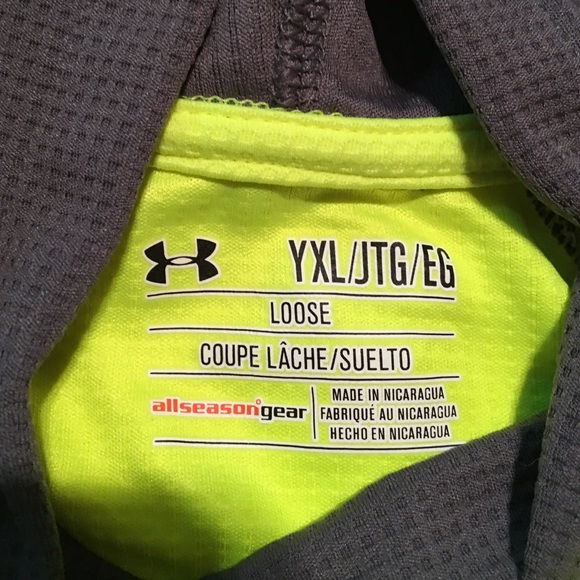 YXL/JTG/EG
LOOSE
COUPE LÂCHE/SUELTO
allseasongear
MADE IN NICARAGUA
FABRIQUÉ AU NICARAGUA
HECHO EN NICARAGUA